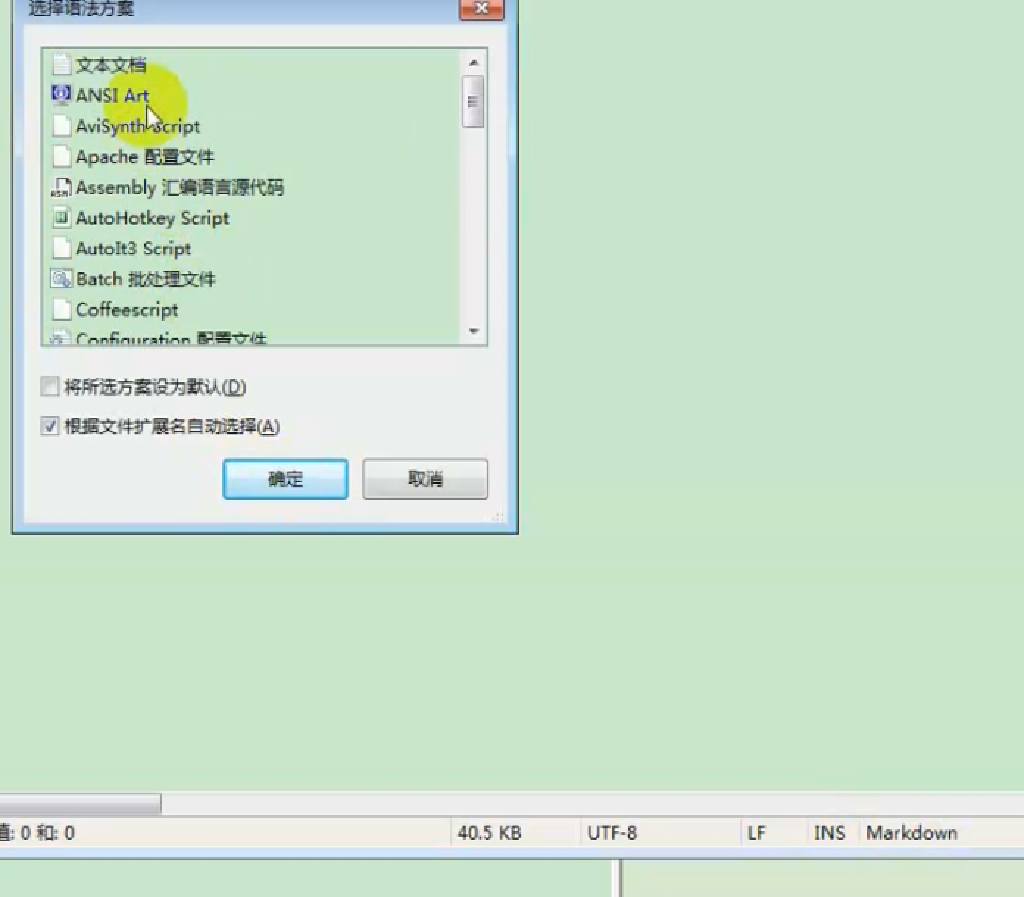 选择语法方案
文本文档
ANSI Art
AviSynth Script
Apache 配置文件
Assembly 汇编语言源代码
AutoHotkey Script
AutoIt3 Script
Batch 批处理文件
Coffeescript
Configuration 配置文件
将所选方案设为默认(D)
根据文件扩展名自动选择(A)
确定 取消
值: 0 和: 0 40.5 KB UTF-8 LF INS Markdown